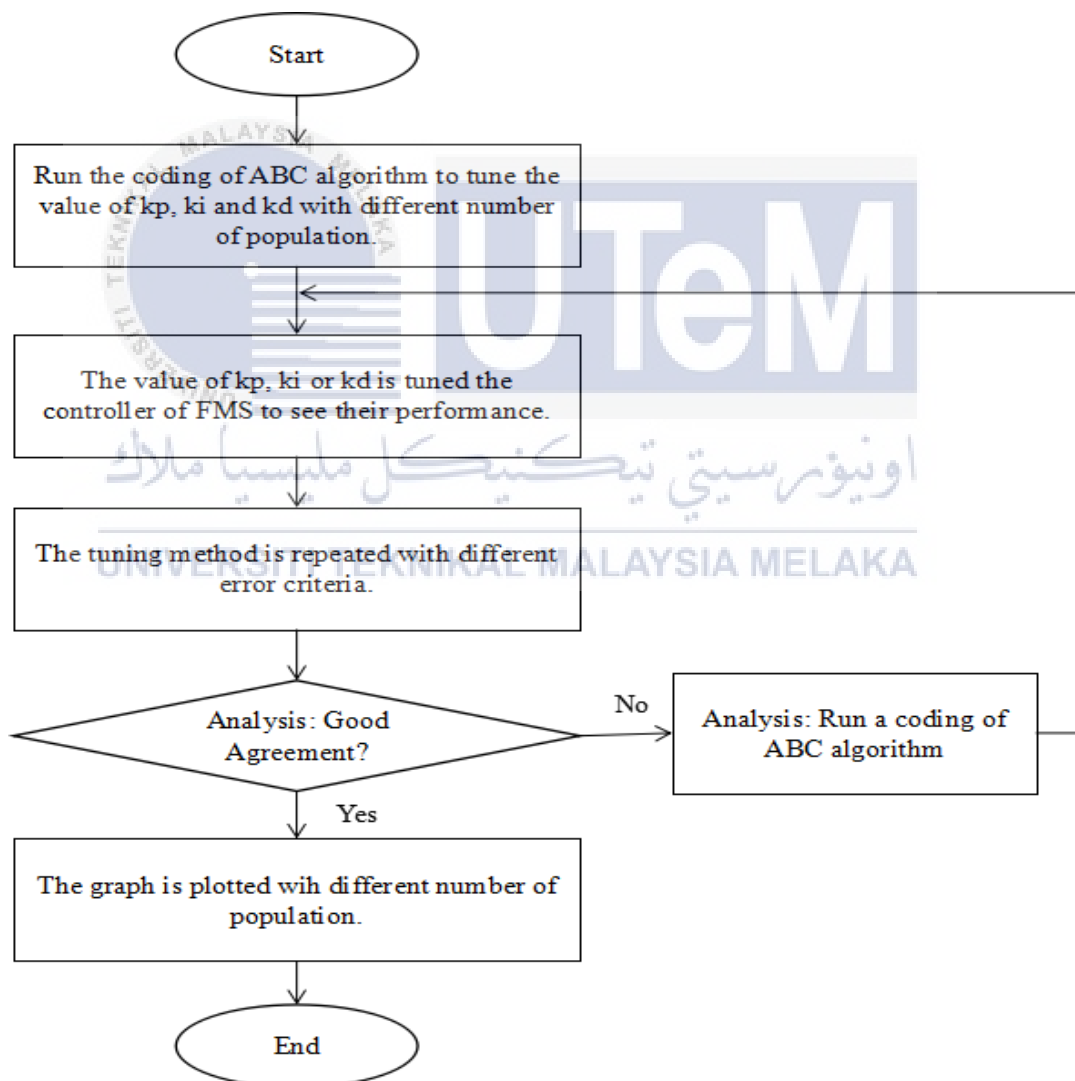 Start
Run the coding of ABC algorithm to tune the
value of kp, ki and kd with different number
of population.
UNIVERSITI TEKNIKAL MALAYSIA MELAKA
UTeM
The value of kp, ki or kd is tuned the
controller of FMS to see their performance.
اونيۏرسيتي تيكنيكل مليسيا ملاك
The tuning method is repeated with different
error criteria.
UNIVERSITI TEKNIKAL MALAYSIA MELAKA
Analysis: Good
Agreement?
No
Analysis: Run a coding of
ABC algorithm
Yes
The graph is plotted wih different number of
population.
End